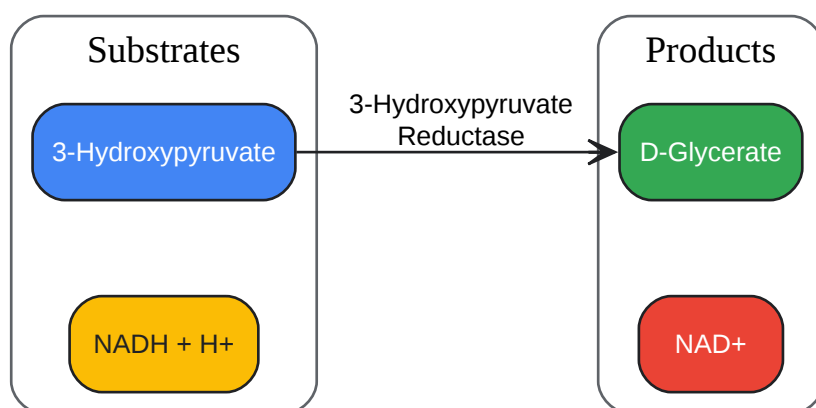 Substrates
Products
3-Hydroxypyruvate
Reductase
3-Hydroxypyruvate
D-Glycerate
NADH + H+
NAD+